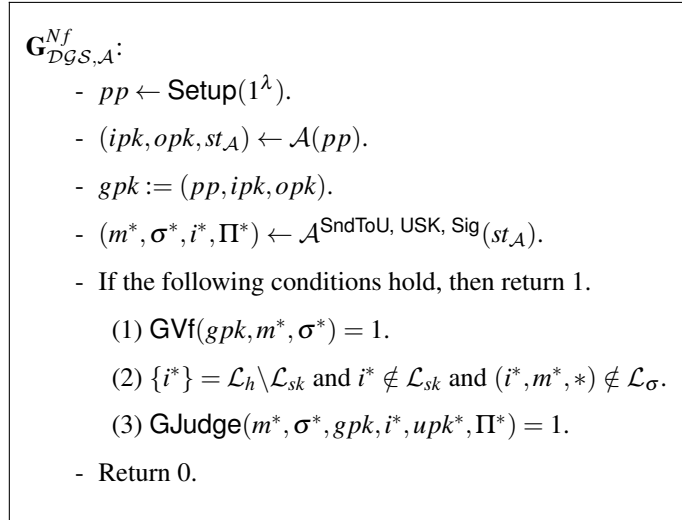 G^{Nf}_{DGS,A}:
- pp ← Setup(1^λ).
- (ipk, opk, st_A) ← A(pp).
- gpk := (pp, ipk, opk).
- (m*, σ*, i*, Π*) ← A^{SndToU, USK, Sig}(st_A).
- If the following conditions hold, then return 1.
(1) GVf(gpk, m*, σ*) = 1.
(2) {i*} = L_h\L_sk and i* ∉ L_sk and (i*, m*, *) ∉ L_σ.
(3) GJudge(m*, σ*, gpk, i*, upk*, Π*) = 1.
- Return 0.